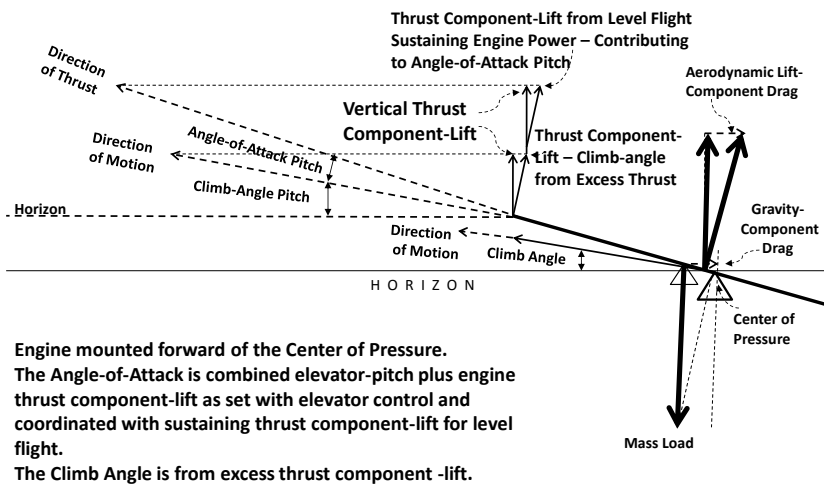 Thrust Component-Lift from Level Flight
Sustaining Engine Power – Contributing
to Angle-of-Attack Pitch
Direction
of Thrust
Aerodynamic Lift-
Component Drag
Vertical Thrust
Component-Lift
Angle-of-Attack Pitch
Direction
of Motion
Thrust Component-
Lift – Climb-angle
from Excess Thrust
Climb-Angle Pitch
Horizon
Gravity-
Component
Drag
Direction
of Motion
Climb Angle
HORIZON
Center of
Pressure
Engine mounted forward of the Center of Pressure.
The Angle-of-Attack is combined elevator-pitch plus engine
thrust component-lift as set with elevator control and
coordinated with sustaining thrust component-lift for level
flight.
The Climb Angle is from excess thrust component -lift.
Mass Load